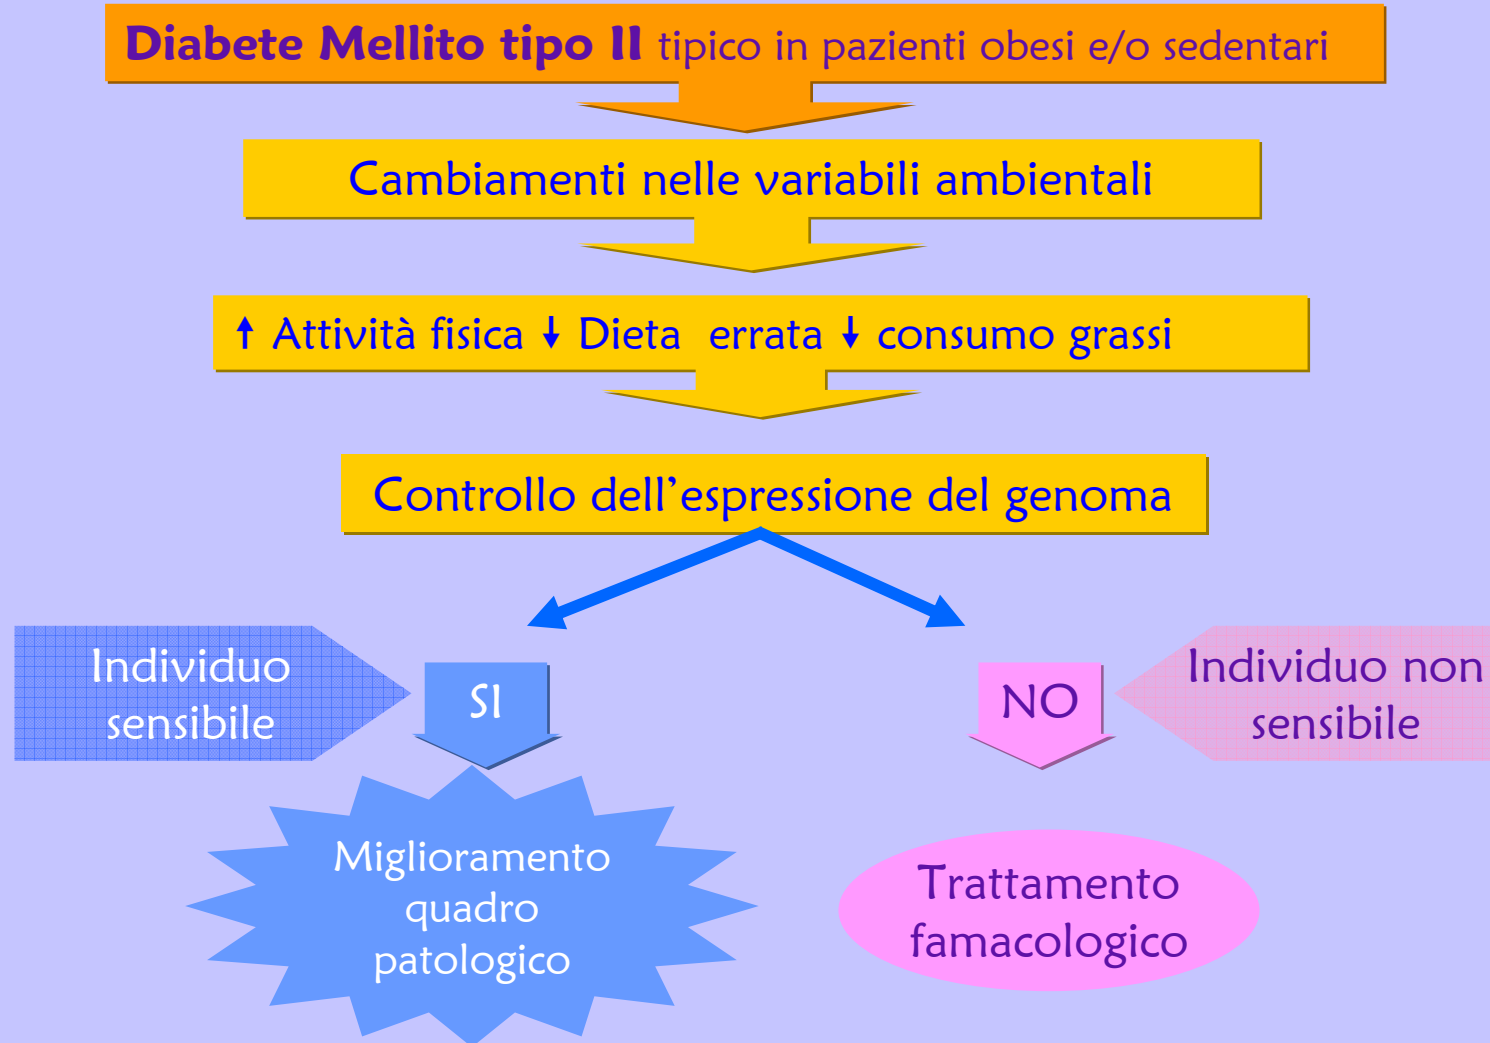 Diabete Mellito tipo II tipico in pazienti obesi e/o sedentari
Cambiamenti nelle variabili ambientali
↑ Attività fisica ↓ Dieta errata ↓ consumo grassi
Controllo dell’espressione del genoma
Individuo
sensibile
SI
NO
Individuo non
sensibile
Miglioramento
quadro
patologico
Trattamento
famacologico